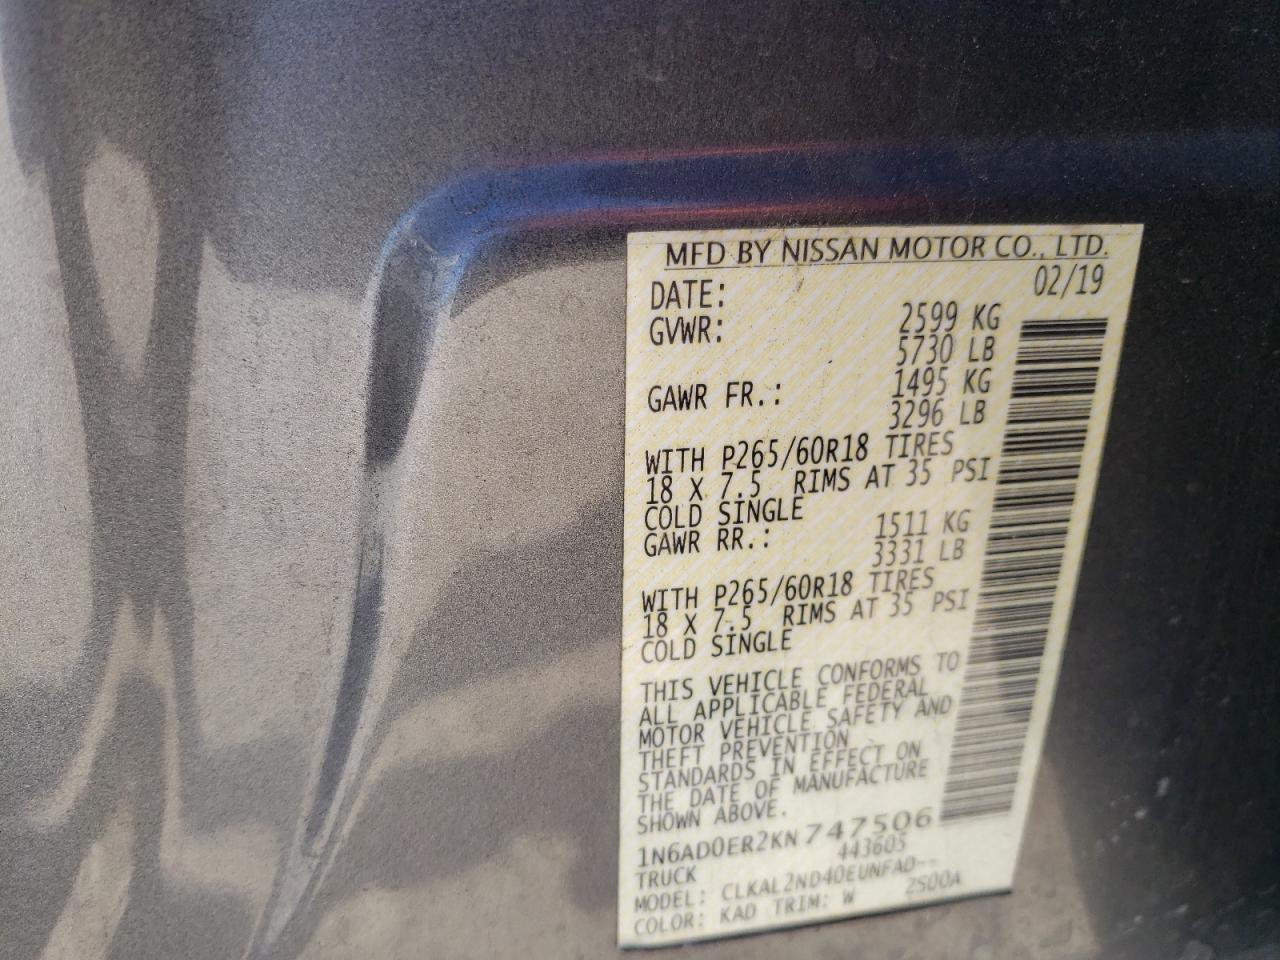 MFD BY NISSAN MOTOR CO., LTD.
DATE: 02/19
GVWR: 2599 KG
5730 LB
GAWR FR.: 1495 KG
3296 LB
WITH P265/60R18 TIRES
18 X 7.5 RIMS AT 35 PSI
COLD SINGLE
GAWR RR.: 1511 KG
3331 LB
WITH P265/60R18 TIRES
18 X 7.5 RIMS AT 35 PSI
COLD SINGLE
THIS VEHICLE CONFORMS TO
ALL APPLICABLE FEDERAL
MOTOR VEHICLE SAFETY AND
THEFT PREVENTION
STANDARDS IN EFFECT ON
THE DATE OF MANUFACTURE
SHOWN ABOVE.
1N6AD0ER2KN747506
TRUCK 443605
MODEL: CLKAL2ND40EUNFAD--
COLOR: KAD TRIM: W 2S00A